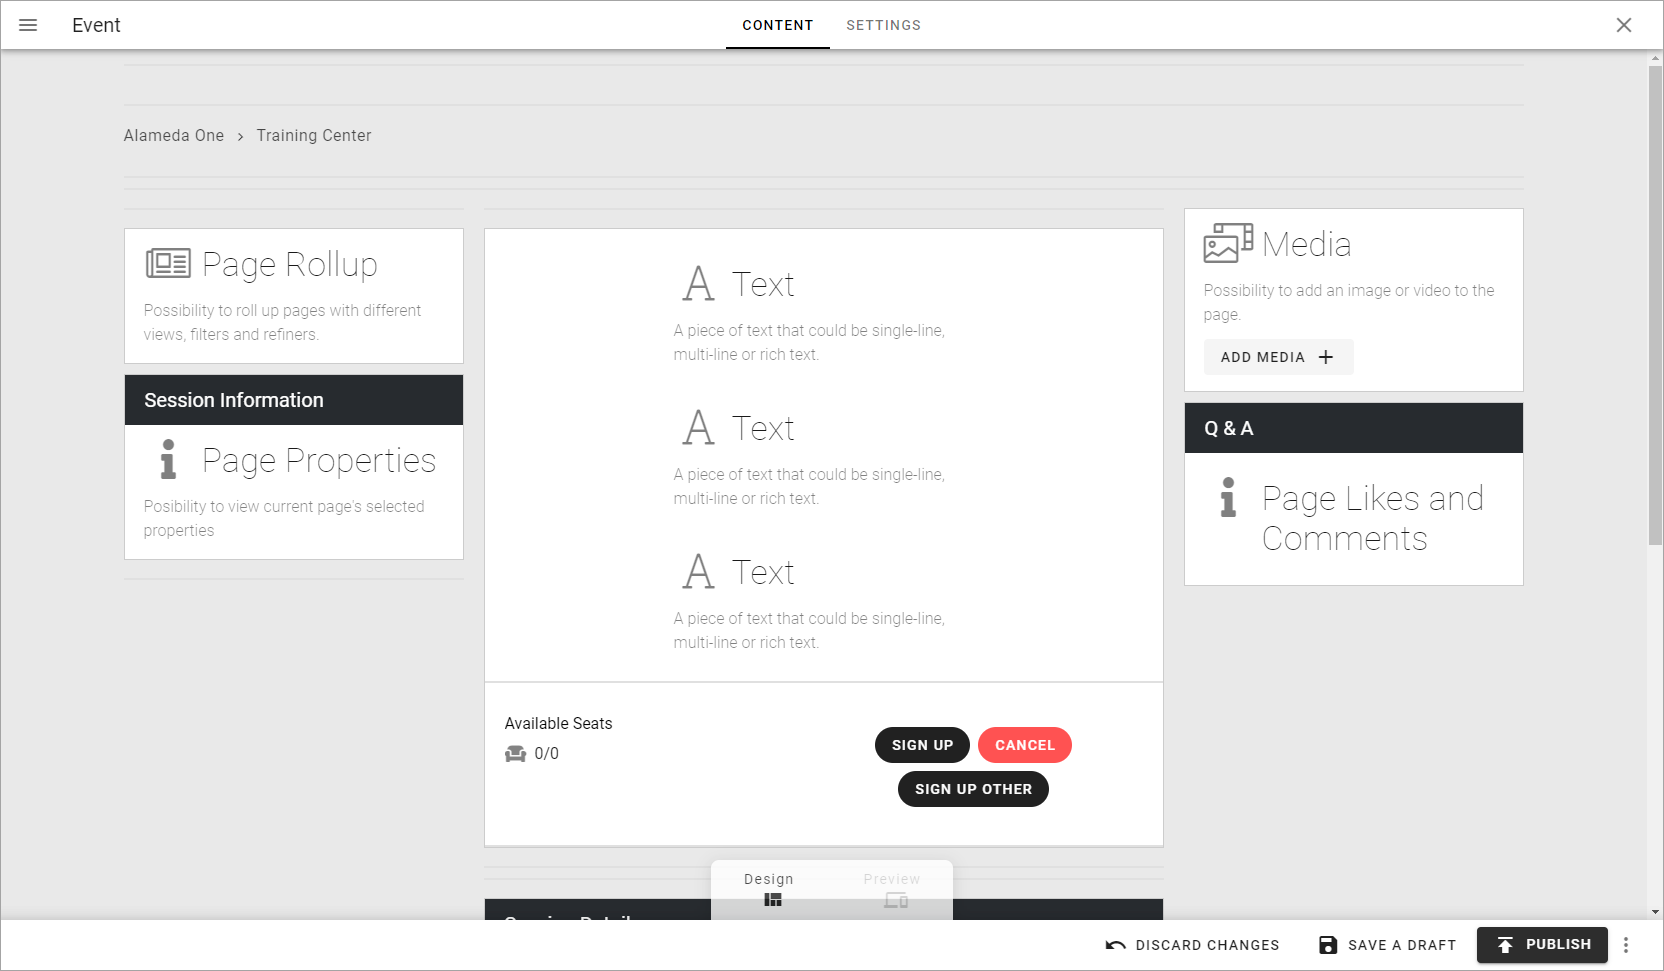 Event
CONTENT
SETTINGS
Alameda One > Training Center
Page Rollup
Possibility to roll up pages with different
views, filters and refiners.
Session Information
Page Properties
Posibility to view current page's selected
properties
A Text
A piece of text that could be single-line,
multi-line or rich text.
A Text
A piece of text that could be single-line,
multi-line or rich text.
A Text
A piece of text that could be single-line,
multi-line or rich text.
Available Seats
0/0
SIGN UP
CANCEL
SIGN UP OTHER
Media
Possibility to add an image or video to the
page.
ADD MEDIA +
Q & A
Page Likes and
Comments
Design
Preview
DISCARD CHANGES
SAVE A DRAFT
PUBLISH